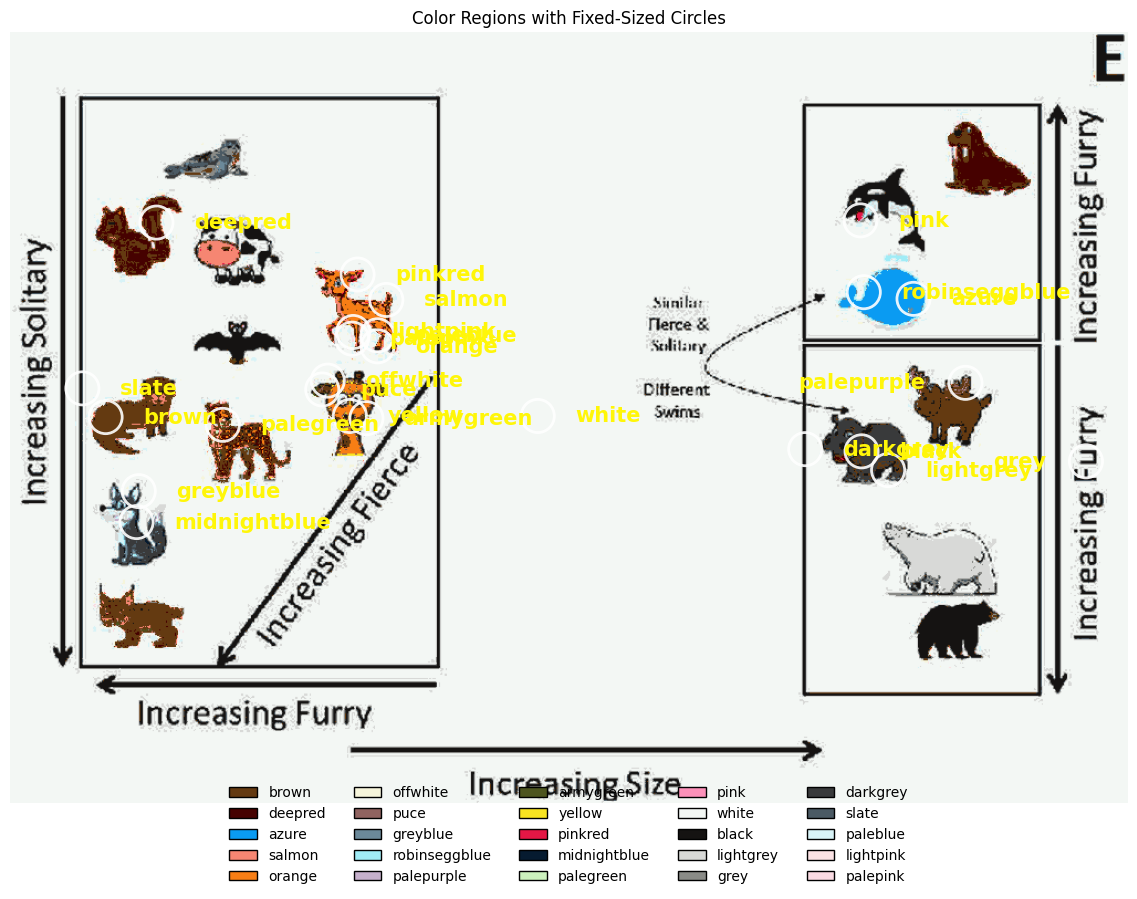 Color Regions with Fixed-Sized Circles
E
Increasing Solitary
Increasing Furry
Increasing Fierce
Increasing Furry
Increasing Furry
Increasing Size
Similar
Fierce &
Solitary
Different
Swims
deepred
pinkred
salmon
lightpink
orange
offwhite
puce
yellow
armygreen
white
slate
brown
palegreen
greyblue
midnightblue
pink
robinseggblue
azure
palepurple
darkgrey
black
grey
lightgrey
brown
deepred
azure
salmon
orange
offwhite
puce
greyblue
robinseggblue
palepurple
armygreen
yellow
pinkred
midnightblue
palegreen
pink
white
black
lightgrey
grey
darkgrey
slate
paleblue
lightpink
palepink